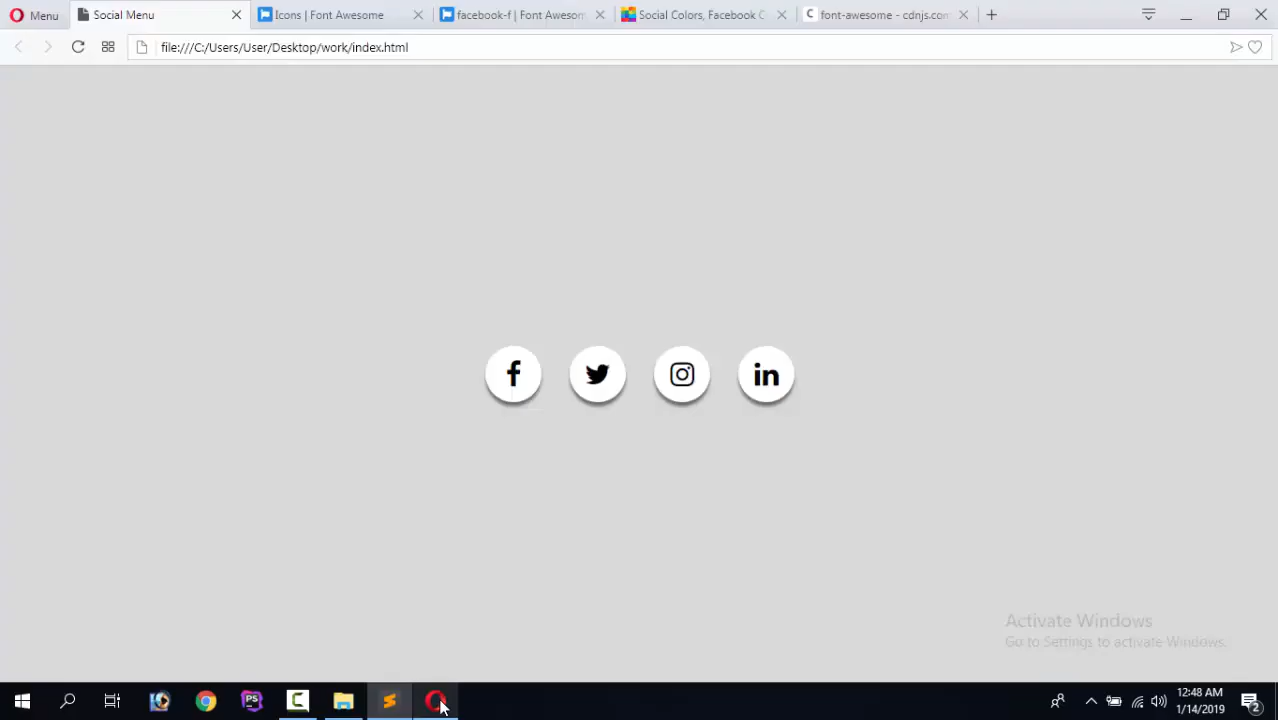 Menu
Social Menu
Icons | Font Awesome
facebook-f | Font Awesom
Social Colors, Facebook C
font-awesome - cdnjs.com
file:///C:/Users/User/Desktop/work/index.html
f
in
Activate Windows
Go to Settings to activate Windows.
PS
C
12:48 AM
1/14/2019
2